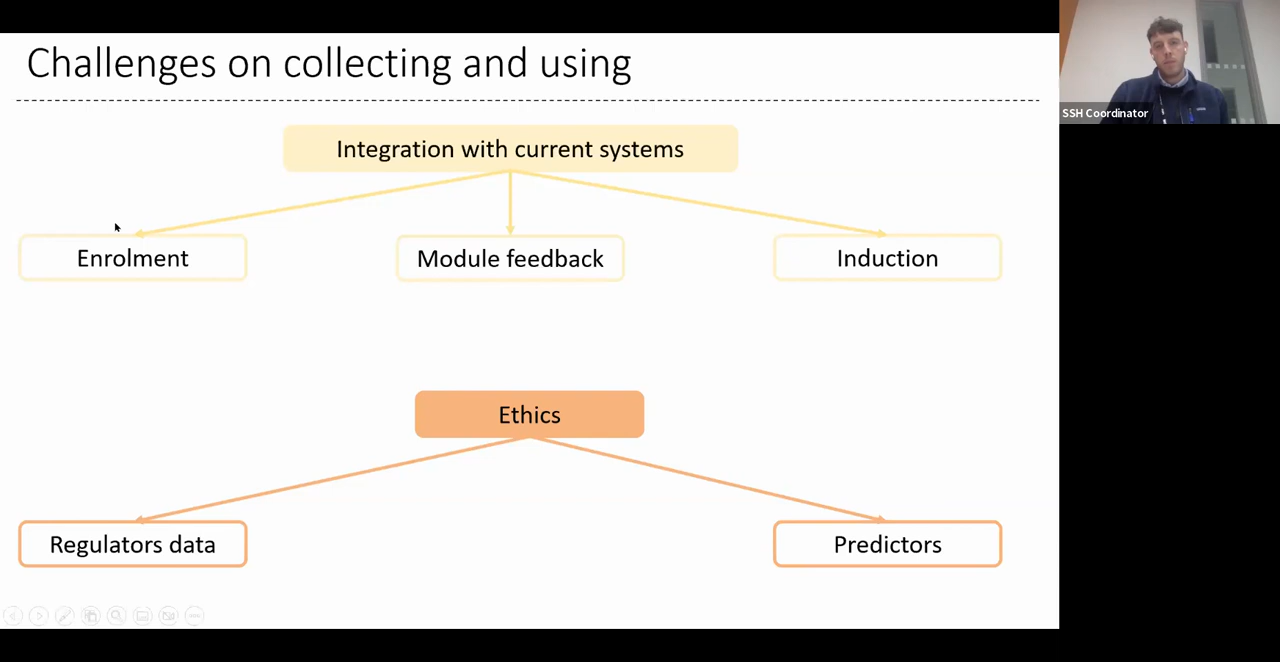 Challenges on collecting and using
SSH Coordinator
Integration with current systems
Enrolment
Module feedback
Induction
Ethics
Regulators data
Predictors